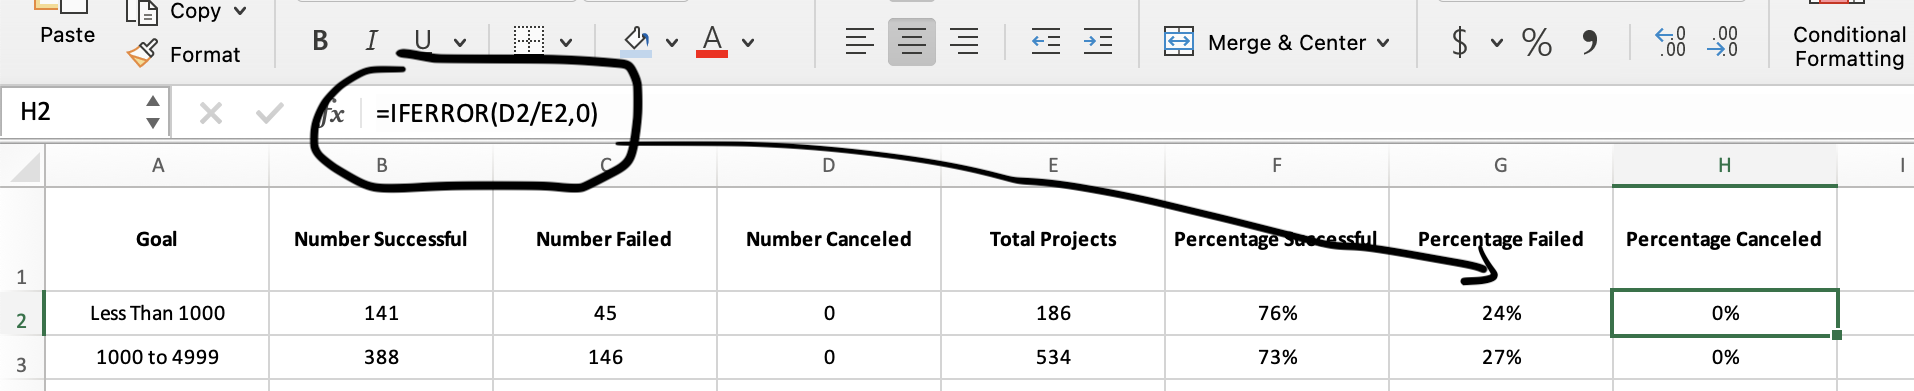 Copy
Paste
Format
B I U A
Merge & Center
$ % 9 ←0 .00 .00 →0
Conditional
Formatting
H2 fx =IFERROR(D2/E2,0)
A B C D E F G H I
1 Goal Number Successful Number Failed Number Canceled Total Projects Percentage Successful Percentage Failed Percentage Canceled
2 Less Than 1000 141 45 0 186 76% 24% 0%
3 1000 to 4999 388 146 0 534 73% 27% 0%